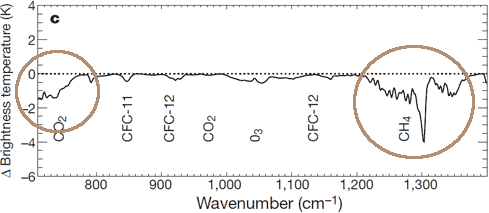 c
Δ Brightness temperature (K)
4
2
0
−2
−4
−6
CO2
CFC-11
CFC-12
CO2
03
CFC-12
CH4
800
900
1,000
1,100
1,200
1,300
Wavenumber (cm−1)